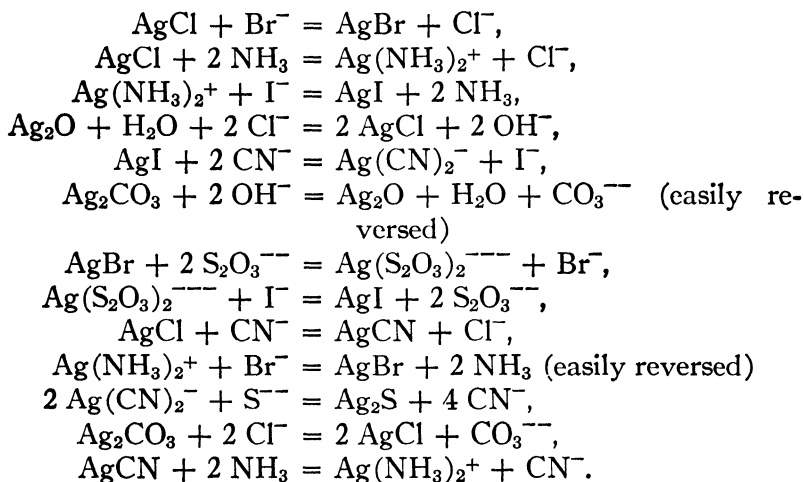 AgCl + Br⁻ = AgBr + Cl⁻,
AgCl + 2 NH₃ = Ag(NH₃)₂⁺ + Cl⁻,
Ag(NH₃)₂⁺ + I⁻ = AgI + 2 NH₃,
Ag₂O + H₂O + 2 Cl⁻ = 2 AgCl + 2 OH⁻,
AgI + 2 CN⁻ = Ag(CN)₂⁻ + I⁻,
Ag₂CO₃ + 2 OH⁻ = Ag₂O + H₂O + CO₃⁻⁻ (easily re-
versed)
AgBr + 2 S₂O₃⁻⁻ = Ag(S₂O₃)₂⁻⁻⁻ + Br⁻,
Ag(S₂O₃)₂⁻⁻⁻ + I⁻ = AgI + 2 S₂O₃⁻⁻,
AgCl + CN⁻ = AgCN + Cl⁻,
Ag(NH₃)₂⁺ + Br⁻ = AgBr + 2 NH₃ (easily reversed)
2 Ag(CN)₂⁻ + S⁻⁻ = Ag₂S + 4 CN⁻,
Ag₂CO₃ + 2 Cl⁻ = 2 AgCl + CO₃⁻⁻,
AgCN + 2 NH₃ = Ag(NH₃)₂⁺ + CN⁻.